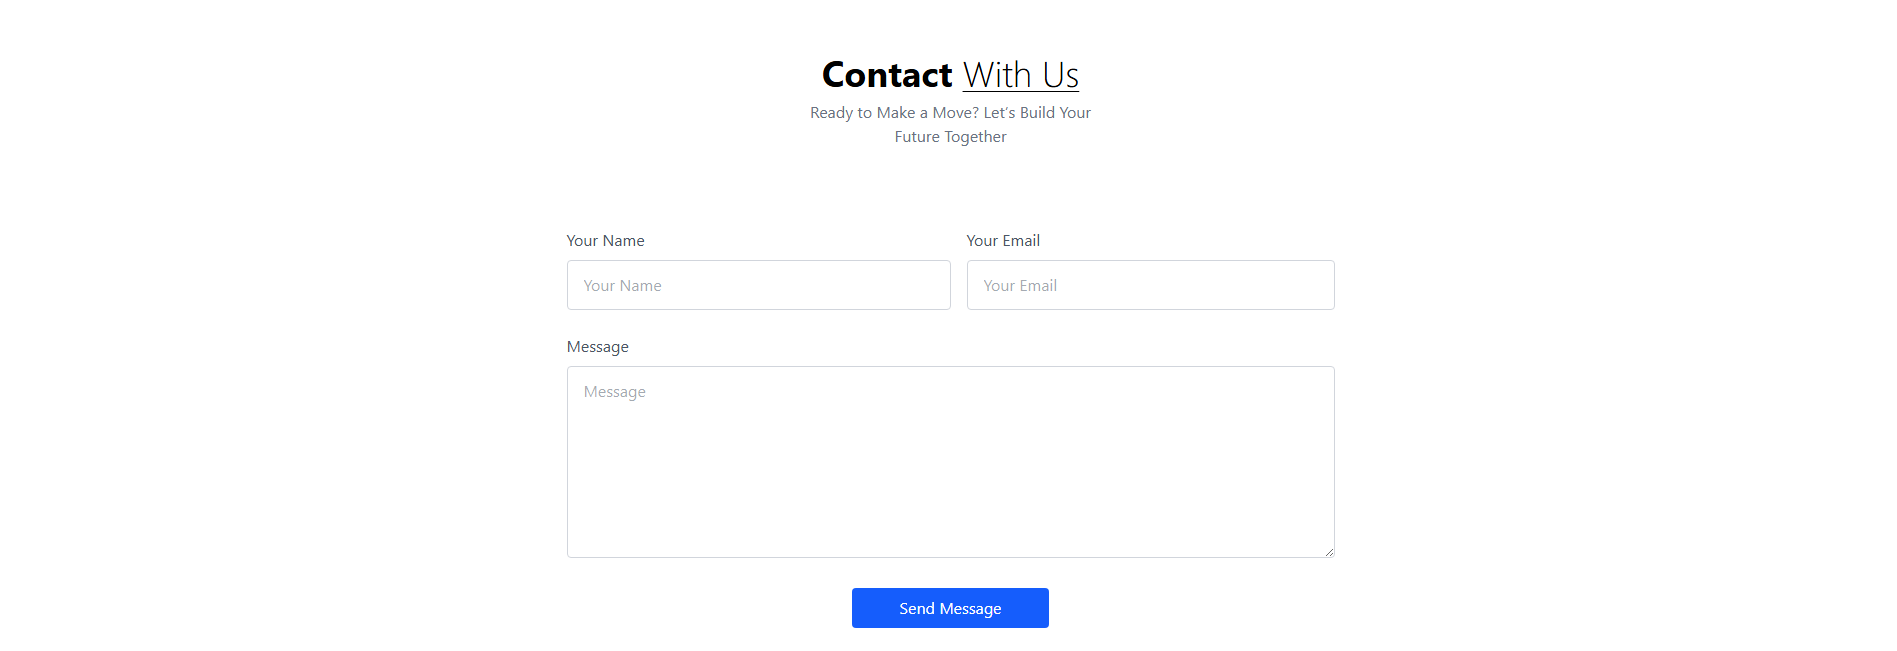 Contact With Us
Ready to Make a Move? Let's Build Your
Future Together
Your Name
Your Email
Your Name
Your Email
Message
Message
Send Message